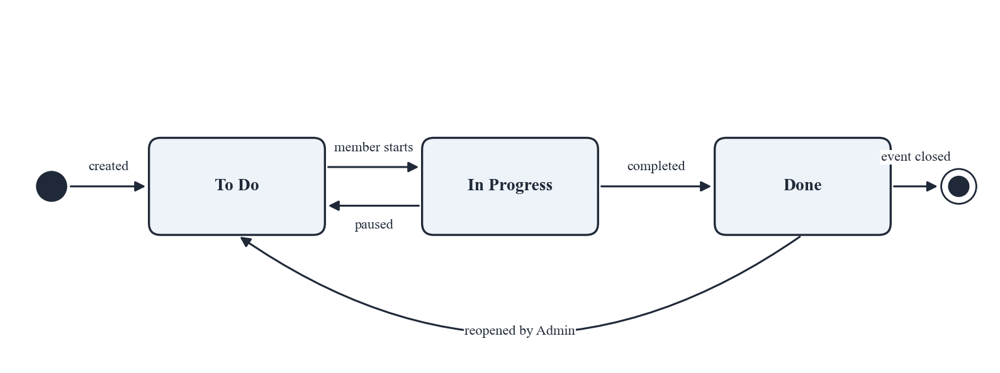 created
To Do
member starts
paused
In Progress
completed
Done
event closed
reopened by Admin